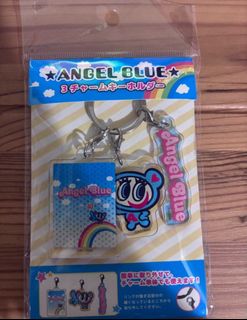 ★ANGEL BLUE★
3チャームキーホルダー
Angel Blue
Angel Blue
簡単に取り外せて、
チャーム単体でも使えます!